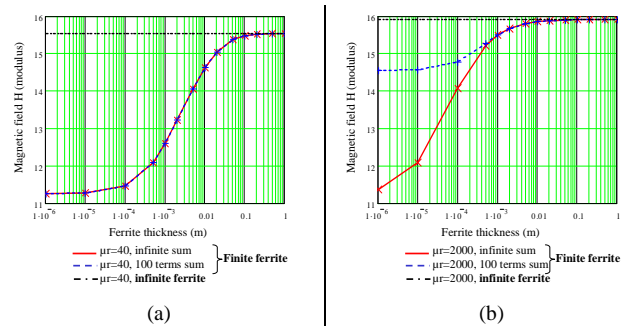 16
15
14
13
12
11
Magnetic field H (modulus)
1·10⁻⁶ 1·10⁻⁵ 1·10⁻⁴ 1·10⁻³ 0.01 0.1 1
Ferrite thickness (m)
μr=40, infinite sum
μr=40, 100 terms sum
Finite ferrite
μr=40, infinite ferrite
(a)
16
15
14
13
12
11
Magnetic field H (modulus)
1·10⁻⁶ 1·10⁻⁵ 1·10⁻⁴ 1·10⁻³ 0.01 0.1 1
Ferrite thickness (m)
μr=2000, infinite sum
μr=2000, 100 terms sum
Finite ferrite
μr=2000, infinite ferrite
(b)